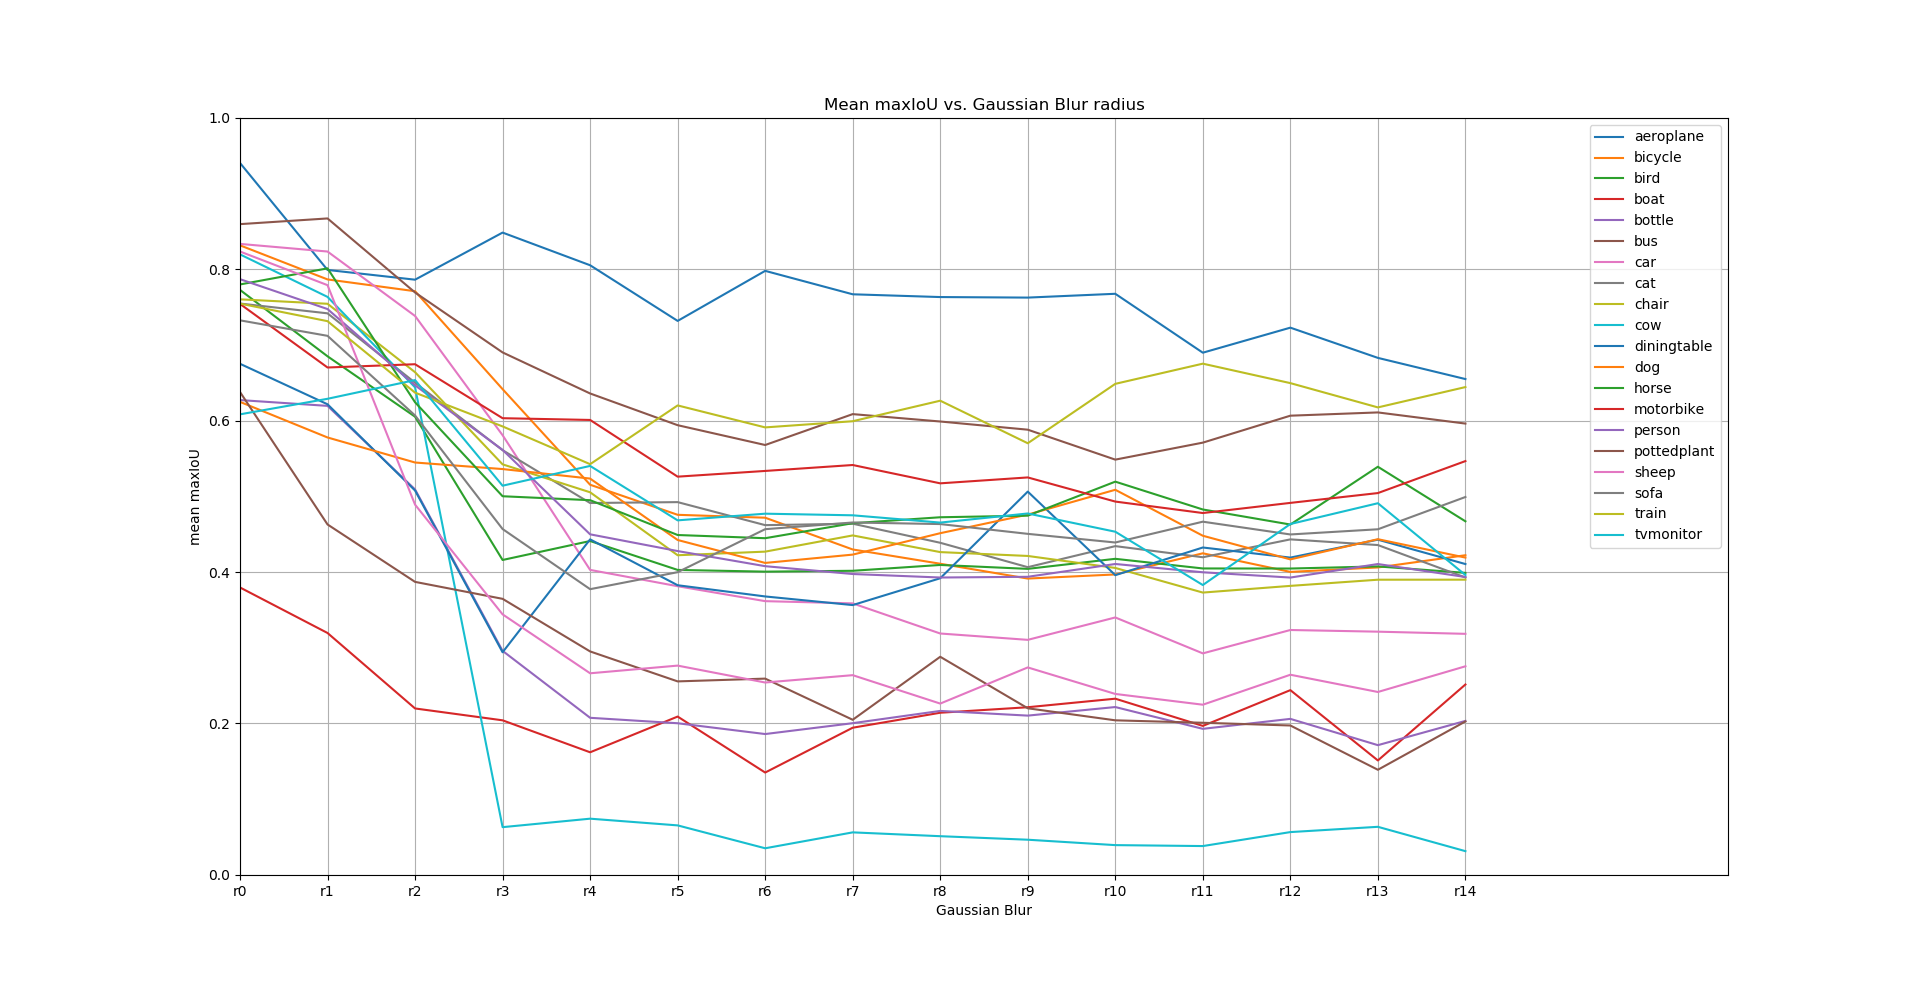 Mean maxIoU vs. Gaussian Blur radius
1.0
0.8
0.6
0.4
0.2
0.0
mean maxIoU
r0 r1 r2 r3 r4 r5 r6 r7 r8 r9 r10 r11 r12 r13 r14
Gaussian Blur
aeroplane
bicycle
bird
boat
bottle
bus
car
cat
chair
cow
diningtable
dog
horse
motorbike
person
pottedplant
sheep
sofa
train
tvmonitor